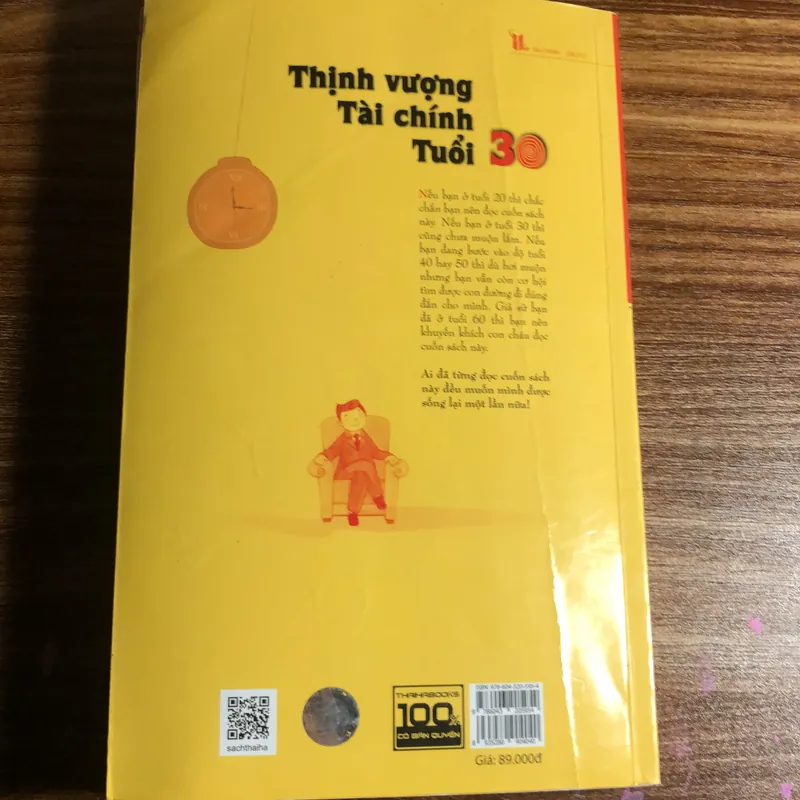 Thịnh vượng
Tài chính
Tuổi 30
Nếu bạn ở tuổi 20 thì chắc
chắn bạn nên đọc cuốn sách
này. Nếu bạn ở tuổi 30 thì
cũng chưa muộn lắm. Nếu
bạn đang bước vào độ tuổi
40 hay 50 thì dù hơi muộn
nhưng bạn vẫn còn cơ hội
tìm được con đường đi đúng
đắn cho mình. Giả sử bạn
đã ở tuổi 60 thì bạn nên
khuyến khích con cháu đọc
cuốn sách này.
Ai đã từng đọc cuốn sách
này đều muốn mình được
sống lại một lần nữa!
THAIHABOOKS
100%
CÓ BẢN QUYỀN
sachthaiha
Giá: 89.000đ